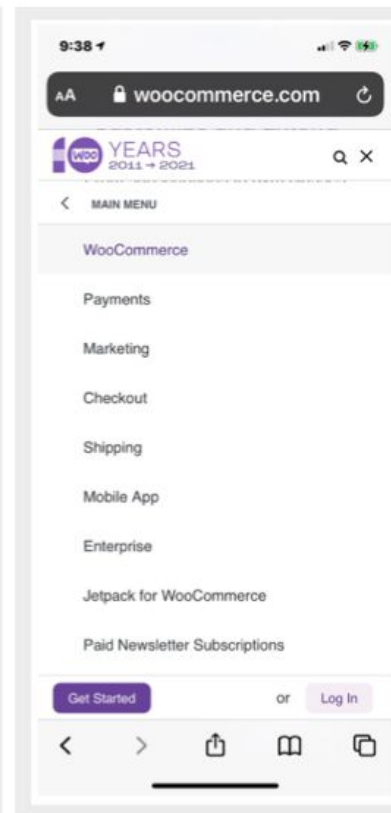 9:38
AA woocommerce.com
WOO YEARS
2011 → 2021
MAIN MENU
WooCommerce
Payments
Marketing
Checkout
Shipping
Mobile App
Enterprise
Jetpack for WooCommerce
Paid Newsletter Subscriptions
Get Started or Log In